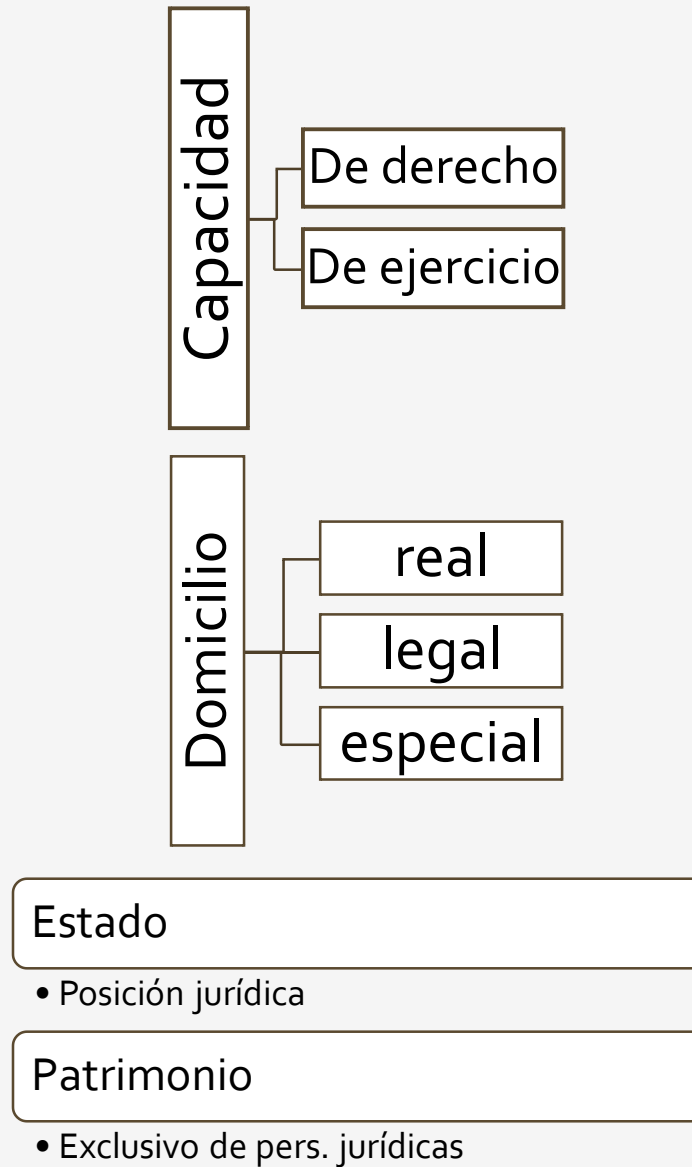 Capacidad
De derecho
De ejercicio
Domicilio
real
legal
especial
Estado
• Posición jurídica
Patrimonio
• Exclusivo de pers. jurídicas